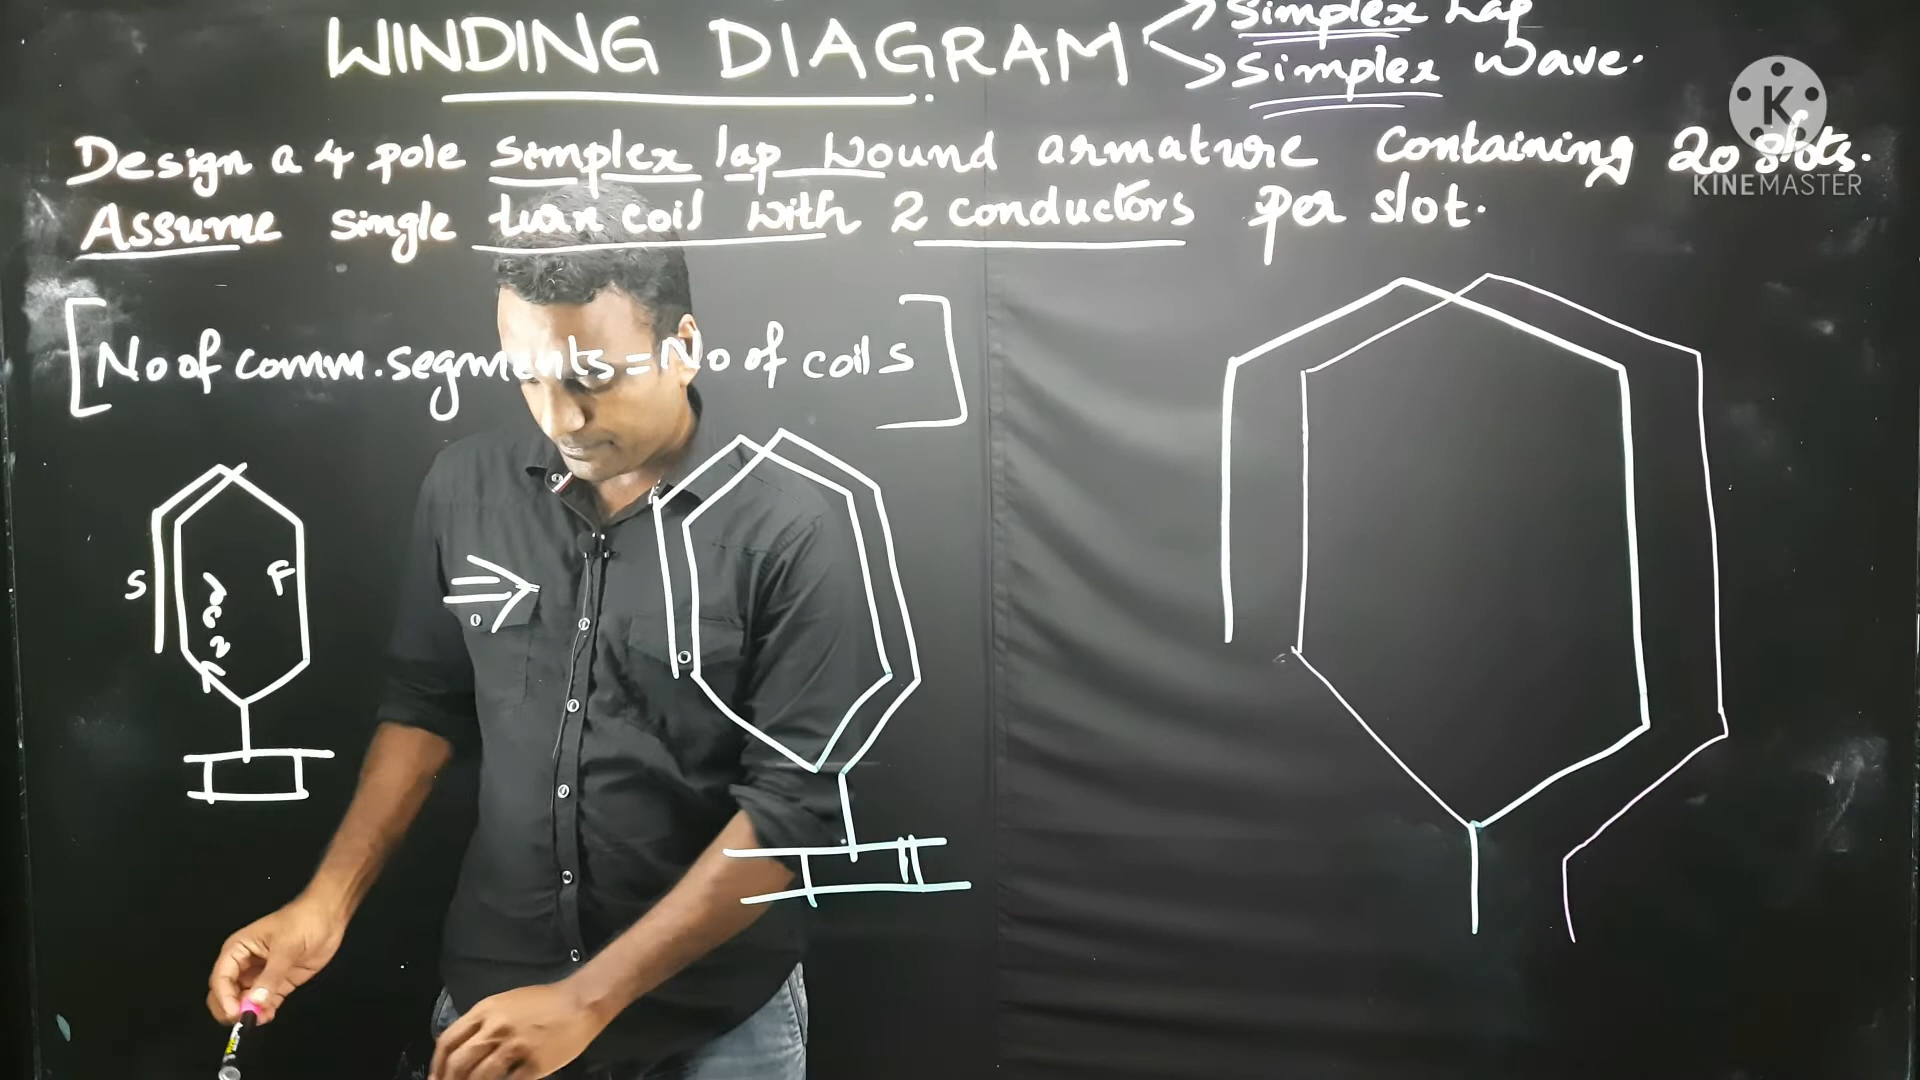 WINDING DIAGRAM
Simplex Lap
Simplex Wave.
Design a 4 pole simplex lap wound armature containing 20 slots.
Assume single turn coil with 2 conductors per slot.
[No of comm. segments = No of coils]
S
F
K
KINEMASTER